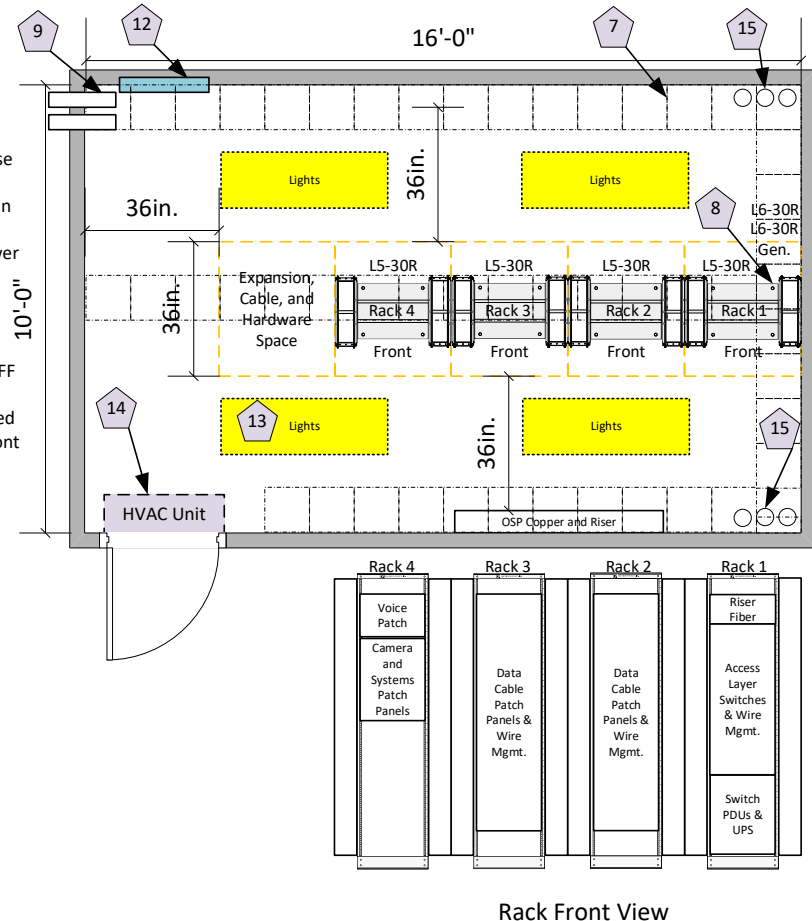 9
12
16'-0"
7
15
se
n
ver
FF
ed
ont
10'-0"
Lights
Lights
36in.
36in.
8
L6-30R
L6-30R
Gen.
36in.
Expansion,
Cable, and
Hardware
Space
L5-30R
L5-30R
L5-30R
L5-30R
Rack 4
Rack 3
Rack 2
Rack 1
Front
Front
Front
Front
14
13
Lights
Lights
36in.
15
HVAC Unit
OSP Copper and Riser
Rack 4
Rack 3
Rack 2
Rack 1
Voice
Patch
Camera
and
Systems
Patch
Panels
Data
Cable
Patch
Panels &
Wire
Mgmt.
Data
Cable
Patch
Panels &
Wire
Mgmt.
Riser
Fiber
Access
Layer
Switches
& Wire
Mgmt.
Switch
PDUs &
UPS
Rack Front View